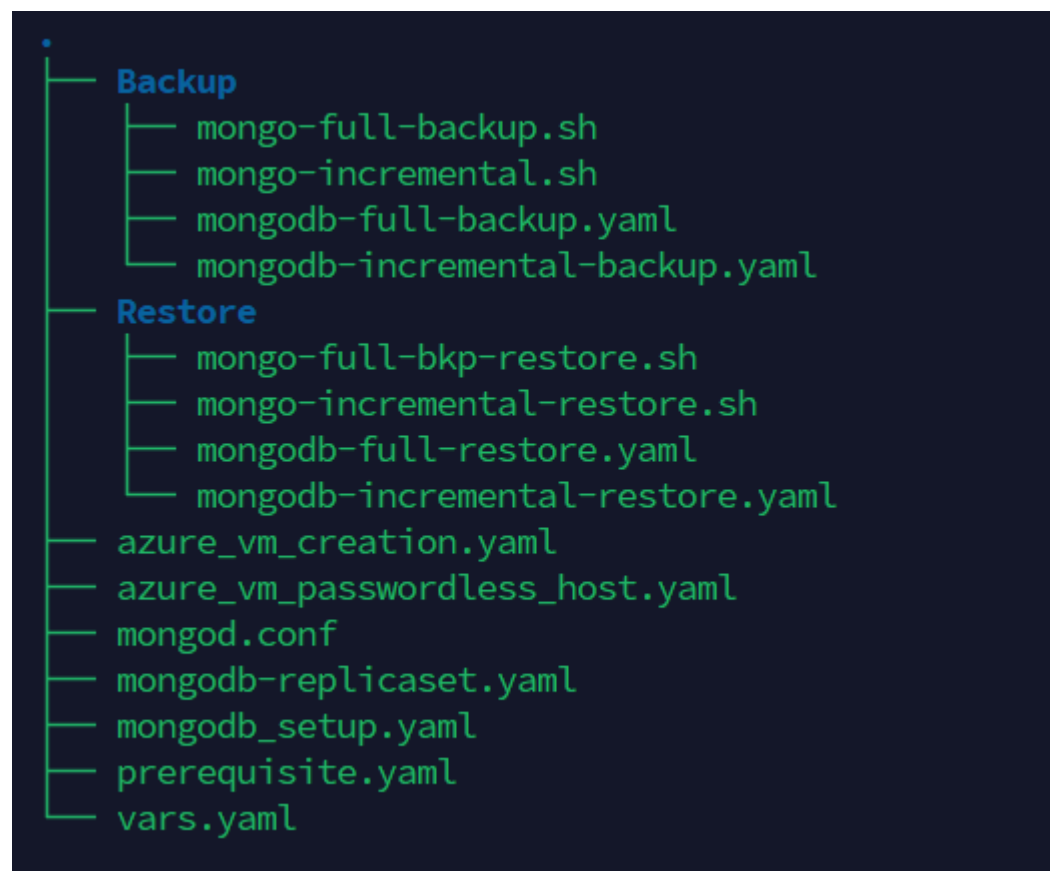 .
├── Backup
│   ├── mongo-full-backup.sh
│   ├── mongo-incremental.sh
│   ├── mongodb-full-backup.yaml
│   └── mongodb-incremental-backup.yaml
├── Restore
│   ├── mongo-full-bkp-restore.sh
│   ├── mongo-incremental-restore.sh
│   ├── mongodb-full-restore.yaml
│   └── mongodb-incremental-restore.yaml
├── azure_vm_creation.yaml
├── azure_vm_passwordless_host.yaml
├── mongod.conf
├── mongodb-replicaset.yaml
├── mongodb_setup.yaml
├── prerequisite.yaml
└── vars.yaml